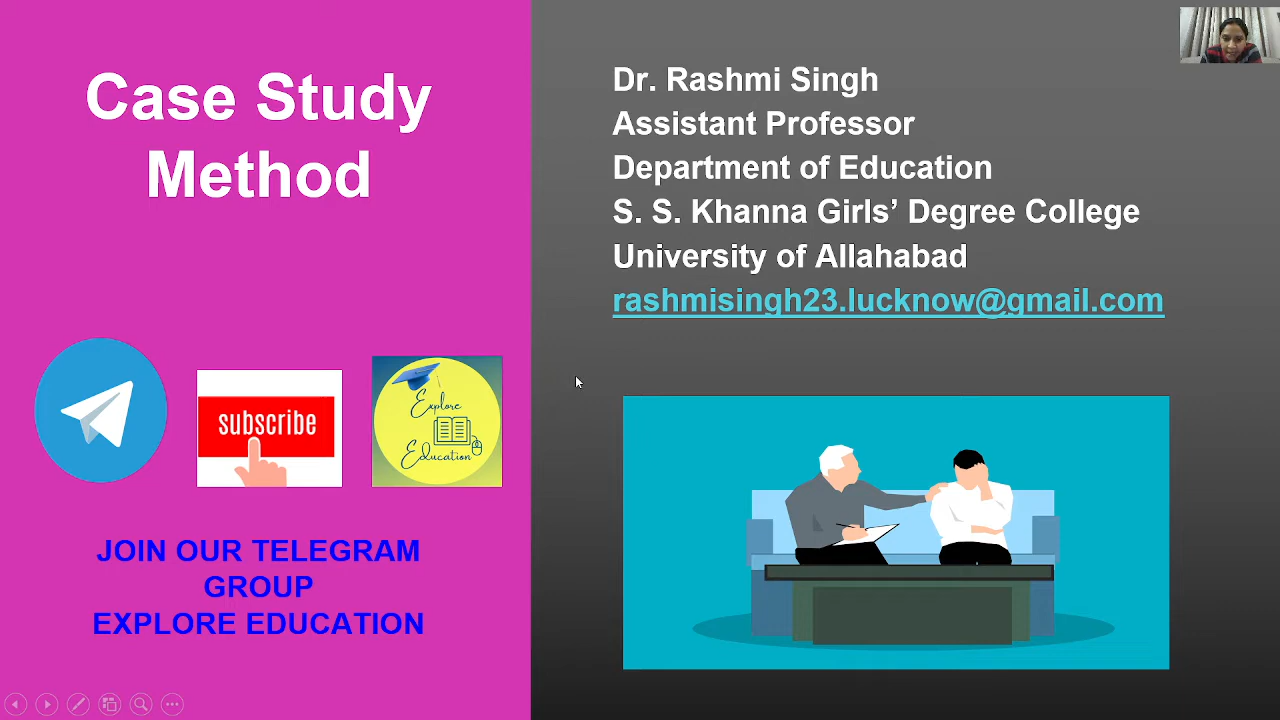 Case Study
Method
Dr. Rashmi Singh
Assistant Professor
Department of Education
S. S. Khanna Girls’ Degree College
University of Allahabad
rashmisingh23.lucknow@gmail.com
subscribe
Explore
Education
JOIN OUR TELEGRAM
GROUP
EXPLORE EDUCATION